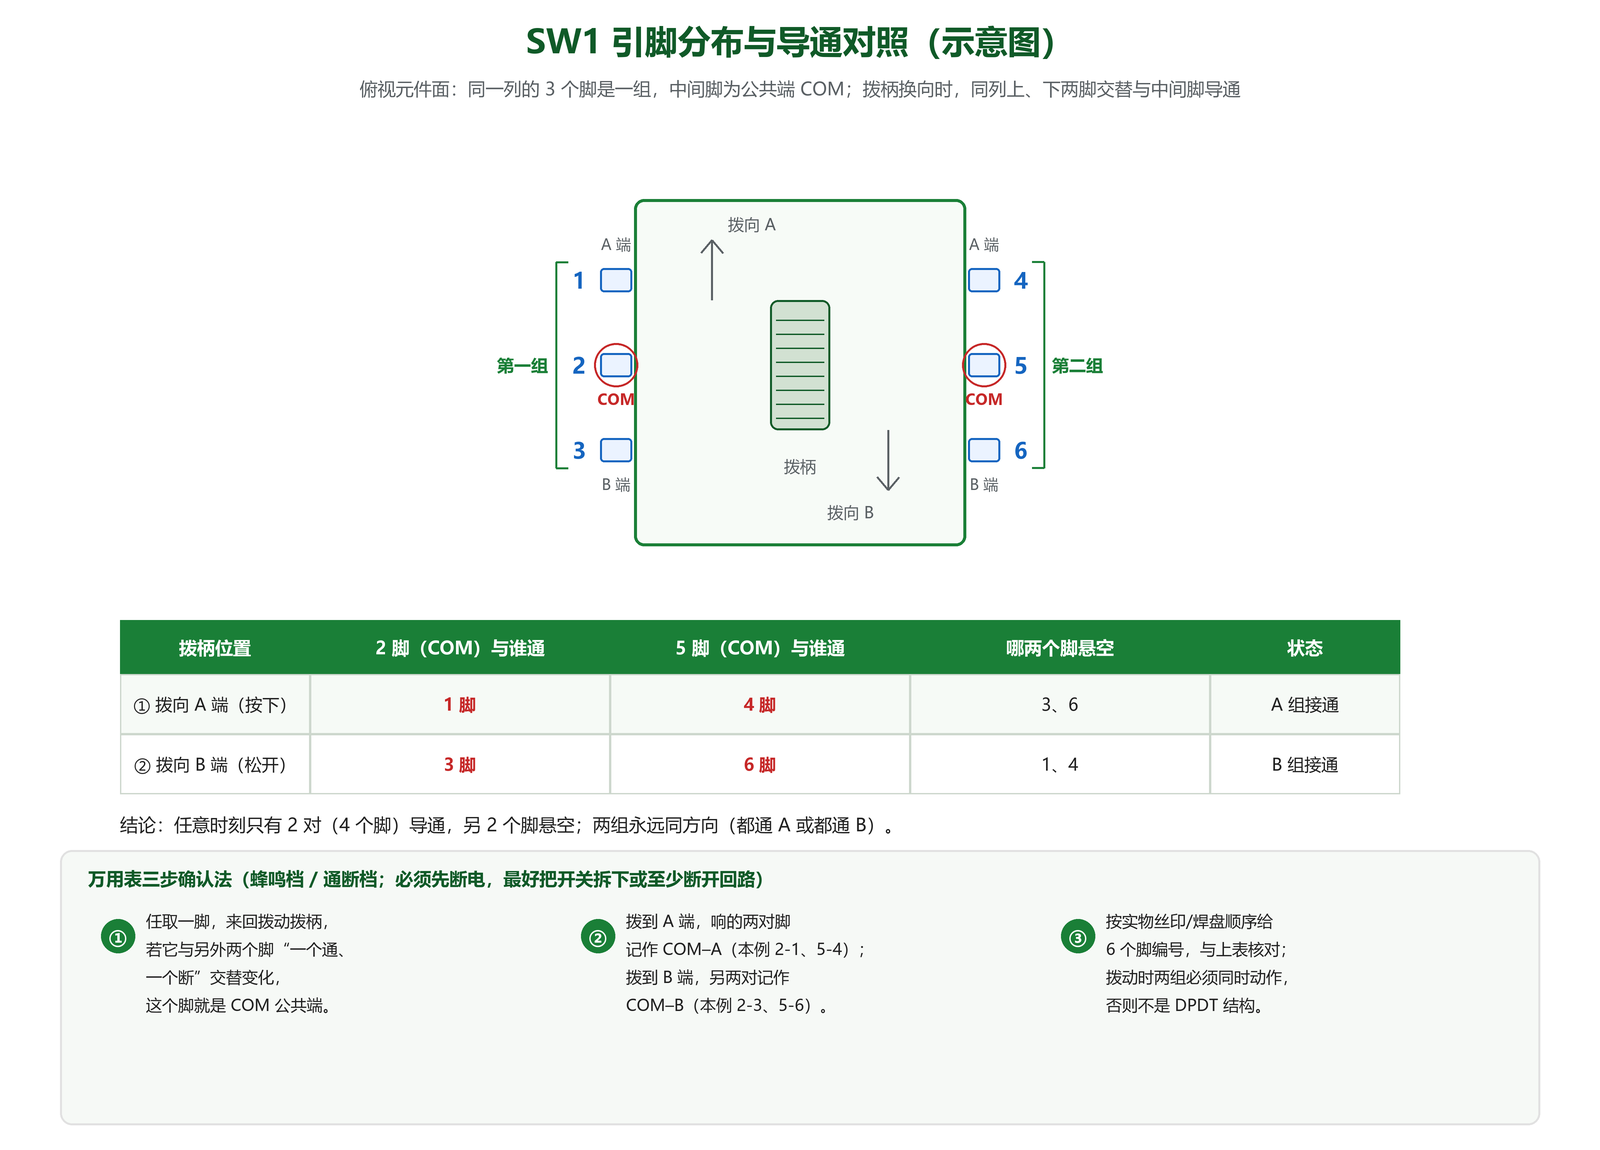 SW1 引脚分布与导通对照（示意图）
俯视元件面：同一列的 3 个脚是一组，中间脚为公共端 COM；拨柄换向时，同列上、下两脚交替与中间脚导通
拨向 A
A 端
A 端
1
4
第一组
2
5
第二组
COM
COM
3
6
拨柄
B 端
B 端
拨向 B
拨柄位置 2 脚（COM）与谁通 5 脚（COM）与谁通 哪两个脚悬空 状态
① 拨向 A 端（按下） 1 脚 4 脚 3、6 A 组接通
② 拨向 B 端（松开） 3 脚 6 脚 1、4 B 组接通
结论：任意时刻只有 2 对（4 个脚）导通，另 2 个脚悬空；两组永远同方向（都通 A 或都通 B）。
万用表三步确认法（蜂鸣档 / 通断档；必须先断电，最好把开关拆下或至少断开回路）
①
任取一脚，来回拨动拨柄，
若它与另外两个脚“一个通、
一个断”交替变化，
这个脚就是 COM 公共端。
②
拨到 A 端，响的两对脚
记作 COM–A（本例 2-1、5-4）；
拨到 B 端，另两对记作
COM–B（本例 2-3、5-6）。
③
按实物丝印/焊盘顺序给
6 个脚编号，与上表核对；
拨动时两组必须同时动作，
否则不是 DPDT 结构。